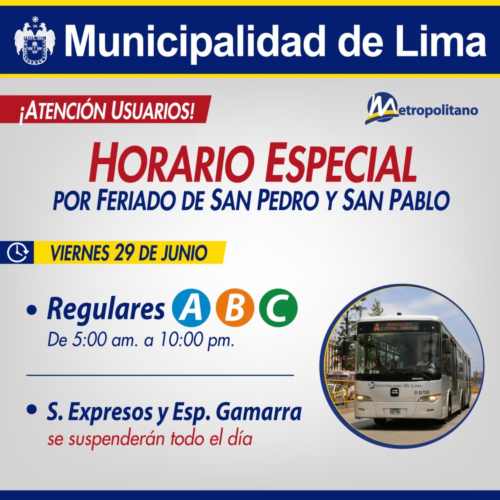 Municipalidad de Lima
¡ATENCIÓN USUARIOS!
Metropolitano
HORARIO ESPECIAL
POR FERIADO DE SAN PEDRO Y SAN PABLO
VIERNES 29 DE JUNIO
• Regulares A B C
De 5:00 am. a 10:00 pm.
• S. Expresos y Esp. Gamarra
se suspenderán todo el día